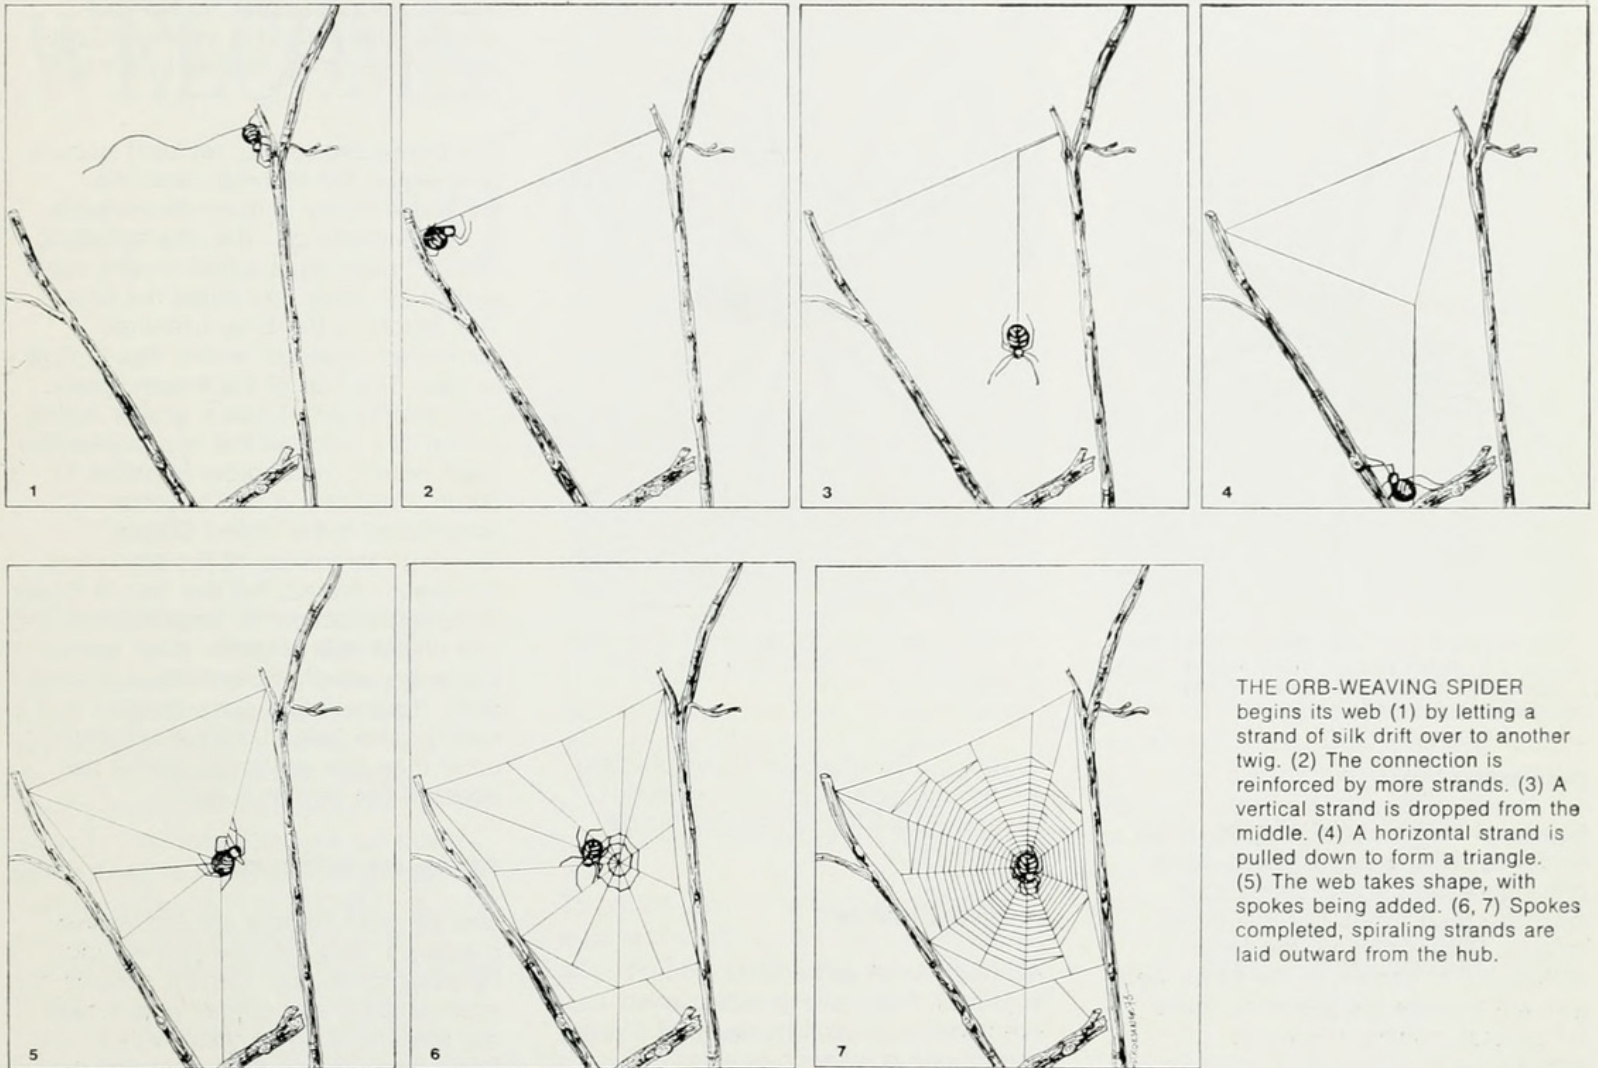 1
2
3
4
5
6
7
THE ORB-WEAVING SPIDER
begins its web (1) by letting a
strand of silk drift over to another
twig. (2) The connection is
reinforced by more strands. (3) A
vertical strand is dropped from the
middle. (4) A horizontal strand is
pulled down to form a triangle.
(5) The web takes shape, with
spokes being added. (6, 7) Spokes
completed, spiraling strands are
laid outward from the hub.